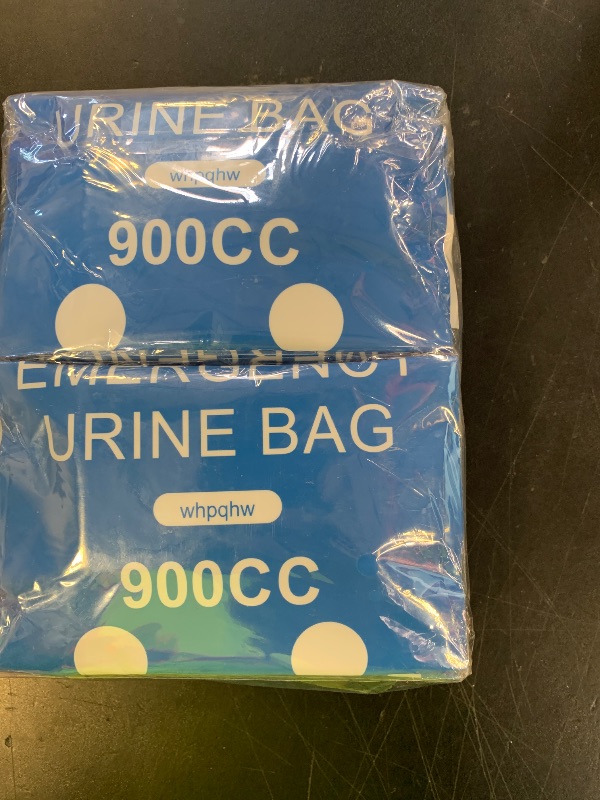 URINE BAG
whpqhw
900CC
EMERGENCY
URINE BAG
whpqhw
900CC